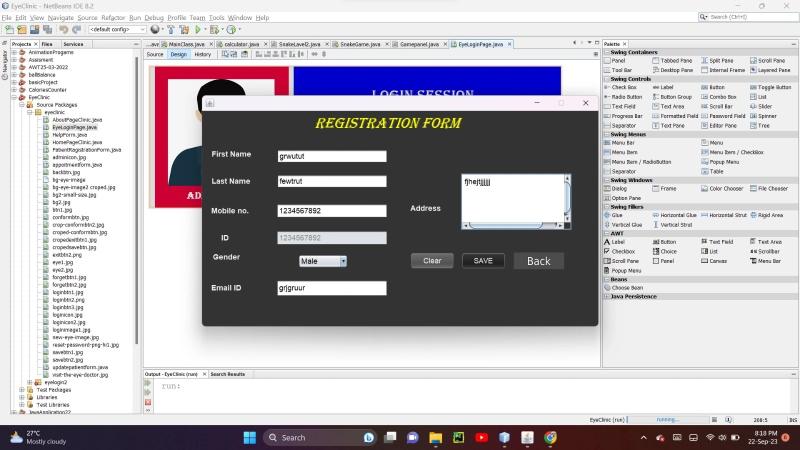 EyeClinic - NetBeans IDE 8.2
File Edit View Navigate Source Refactor Run Debug Profile Team Tools Window Help
Search (Ctrl+I)
<default config>
Projects Files Services
...ava MainClass.java calculator.java SnakeLavel2.java SnakeGame.java Gamepanel.java EyeLoginPage.java
Source Design History
Navigator
AnimationProgame
Assisment
AWT25-03-2022
ballBalance
basicProject
CaloriesCounter
EyeClinic
Source Packages
eyeclinic
AboutPageClinic.java
EyeLoginPage.java
HelpForm.java
HomePageClinic.java
PatientRagistrationForm.java
adminicon.jpg
appointmentform.java
backbtn.jpg
bg-eye-image
bg-eye-image2 croped.jpg
bg2-small-size.jpg
bg2.jpg
btn1.jpg
conformbtn.jpg
crop-conformbtn2.jpg
croped-conformbtn.jpg
cropedexitbtn1.jpg
cropedsavebtn.jpg
exitbtn2.png
eye1.jpg
eye2.jpg
forgetbtn1.jpg
forgetbtn2.jpg
loginbtn1.jpg
loginbtn2.png
loginbtn3.jpg
loginicon.jpg
loginicon2.jpg
loginimage1.jpg
new-eye-image.jpg
reset-password-png-hi1.jpg
savebtn1.jpg
savebtn2.jpg
updatepatientform.java
visit-the-eye-doctor.jpg
eyelogin2
Test Packages
Libraries
Test Libraries
JavaApplication22
LOGIN SESSION
REGISTRATION FORM
First Name grwutut
Last Name fewtrut
Mobile no. 1234567892
Address fjhejtjjjjj
ID 1234567892
Gender Male
Clear SAVE Back
Email ID grjgruur
Palette
Swing Containers
Panel Tabbed Pane Split Pane Scroll Pane
Tool Bar Desktop Pane Internal Frame Layered Pane
Swing Controls
Check Box Label Button Toggle Button
Radio Button Button Group Combo Box List
Text Field Text Area Scroll Bar Slider
Progress Bar Formatted Field Password Field Spinner
Separator Text Pane Editor Pane Tree
Swing Menus
Menu Bar Menu
Menu Item Menu Item / CheckBox
Menu Item / RadioButton Popup Menu
Separator Table
Swing Windows
Dialog Frame Color Chooser File Chooser
Option Pane
Swing Fillers
Glue Horizontal Glue Horizontal Strut Rigid Area
Vertical Glue Vertical Strut
AWT
Label Button Text Field Text Area
Checkbox Choice List Scrollbar
Scroll Pane Panel Canvas Menu Bar
Popup Menu
Beans
Choose Bean
Java Persistence
Output - EyeClinic (run) Search Results
run:
EyeClinic (run) running... 208:5 INS
27°C
Mostly cloudy
Search
8:18 PM
22-Sep-23